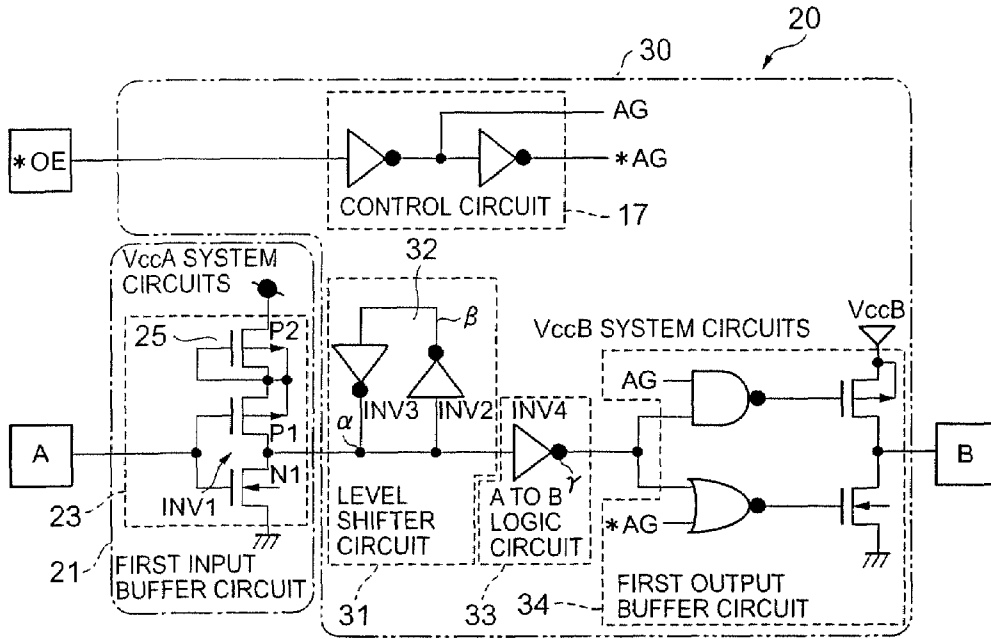 20
30
*OE
AG
*AG
CONTROL CIRCUIT
17
VccA SYSTEM
CIRCUITS
32
β
VccB
VccB SYSTEM CIRCUITS
25
P2
AG
INV3
INV2
INV4
α
P1
A
B
γ
N1
23
INV1
LEVEL
SHIFTER
CIRCUIT
A TO B
LOGIC
CIRCUIT
*AG
21
FIRST INPUT
BUFFER CIRCUIT
31
33
34
FIRST OUTPUT
BUFFER CIRCUIT